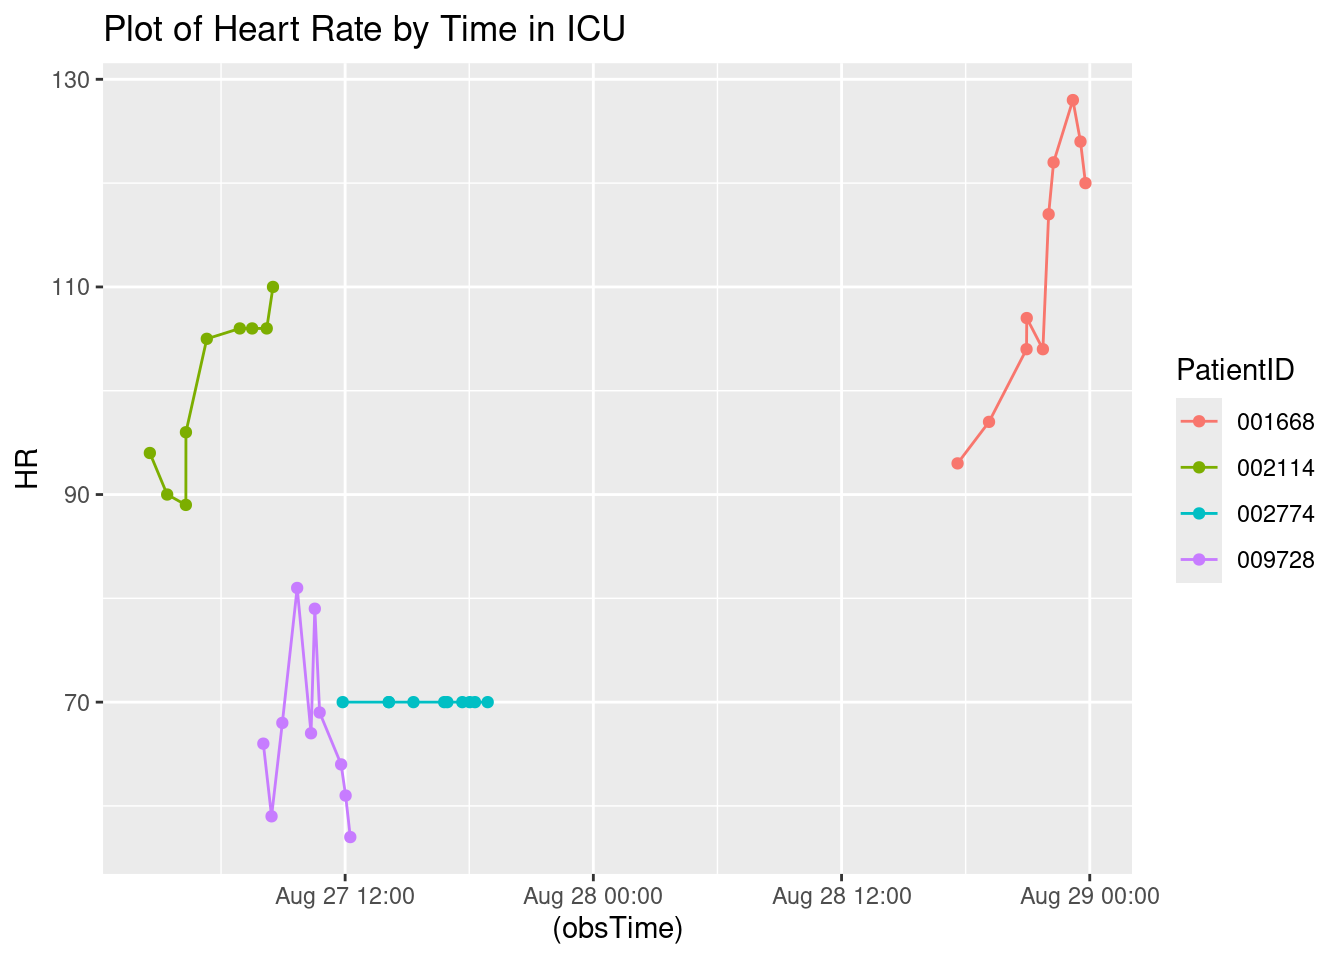 Plot of Heart Rate by Time in ICU
130
110
90
70
HR
Aug 27 12:00
Aug 28 00:00
Aug 28 12:00
Aug 29 00:00
(obsTime)
PatientID
001668
002114
002774
009728